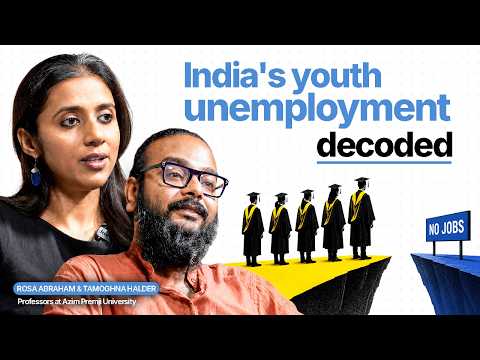 India's youth
unemployment
decoded
NO JOBS
ROSA ABRAHAM & TAMOGHNA HALDER
Professors at Azim Premji University